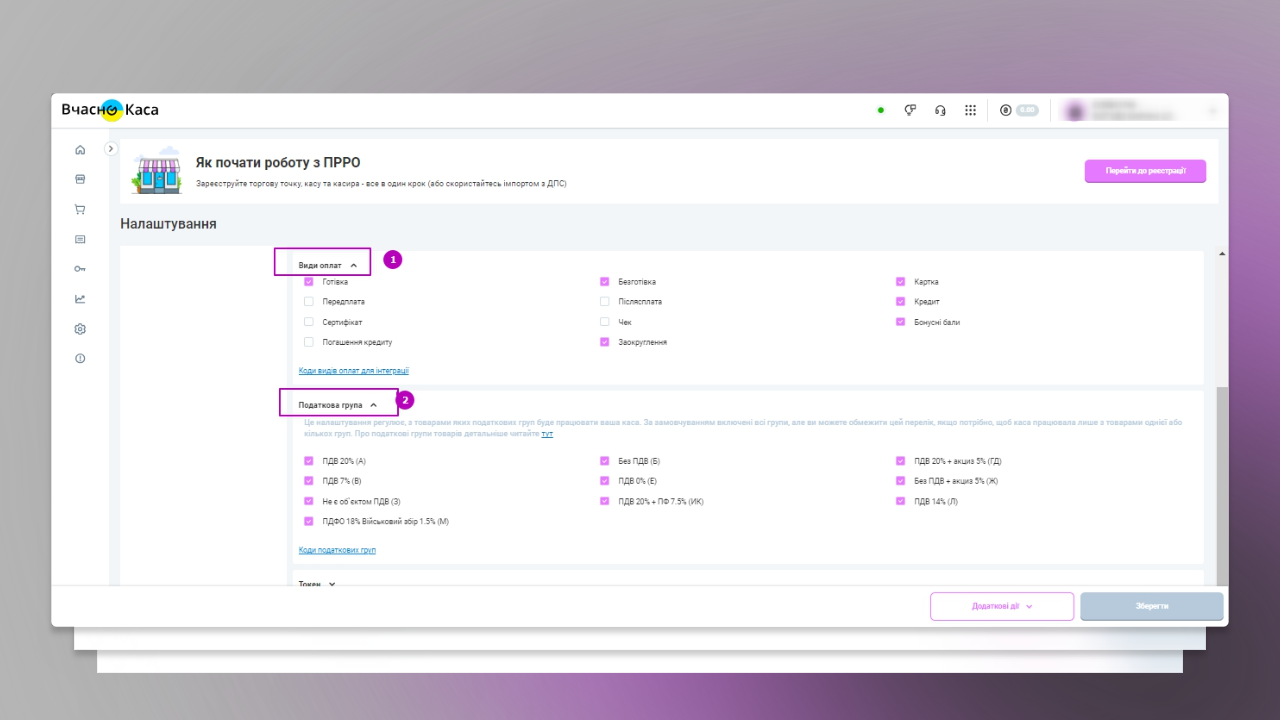 Вчасно Каса
0.00
Як почати роботу з ПРРО
Зареєструйте торгову точку, касу та касира - все в один крок (або скористайтесь імпортом з ДПС)
Перейти до реєстрації
Налаштування
Види оплат
1
Готівка
Безготівка
Картка
Передплата
Післясплата
Кредит
Сертифікат
Чек
Бонусні бали
Погашення кредиту
Заокруглення
Коди видів оплат для інтеграції
Податкова група
2
Це налаштування регулює, з товарами яких податкових груп буде працювати ваша каса. За замовчуванням включені всі групи, але ви можете обмежити цей перелік, якщо потрібно, щоб каса працювала лише з товарами однієї або
кількох груп. Про податкові групи товарів детальніше читайте тут
ПДВ 20% (А)
Без ПДВ (Б)
ПДВ 20% + акциз 5% (ГД)
ПДВ 7% (В)
ПДВ 0% (Е)
Без ПДВ + акциз 5% (Ж)
Не є об'єктом ПДВ (З)
ПДВ 20% + ПФ 7.5% (ИК)
ПДВ 14% (Л)
ПДФО 18% Військовий збір 1.5% (М)
Коди податкових груп
Токен
Додаткові дії
Зберегти